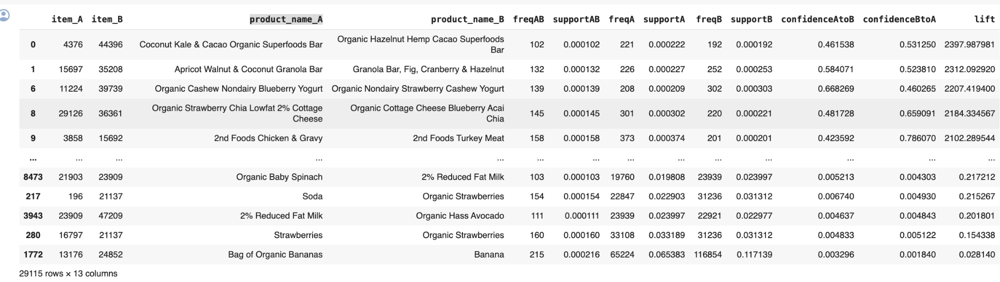 item_A item_B product_name_A product_name_B freqAB supportAB freqA supportA freqB supportB confidenceAtoB confidenceBtoA lift
0 4376 44396 Coconut Kale & Cacao Organic Superfoods Bar Organic Hazelnut Hemp Cacao Superfoods Bar 102 0.000102 221 0.000222 192 0.000192 0.461538 0.531250 2397.987981
1 15697 35208 Apricot Walnut & Coconut Granola Bar Granola Bar, Fig, Cranberry & Hazelnut 132 0.000132 226 0.000227 252 0.000253 0.584071 0.523810 2312.092920
6 11224 39739 Organic Cashew Nondairy Blueberry Yogurt Organic Nondairy Strawberry Cashew Yogurt 139 0.000139 208 0.000209 302 0.000303 0.668269 0.460265 2207.419400
8 29126 36361 Organic Strawberry Chia Lowfat 2% Cottage Cheese Organic Cottage Cheese Blueberry Acai Chia 145 0.000145 301 0.000302 220 0.000221 0.481728 0.659091 2184.334567
9 3858 15692 2nd Foods Chicken & Gravy 2nd Foods Turkey Meat 158 0.000158 373 0.000374 201 0.000201 0.423592 0.786070 2102.289544
... ... ... ... ... ... ... ... ... ... ... ... ... ...
8473 21903 23909 Organic Baby Spinach 2% Reduced Fat Milk 103 0.000103 19760 0.019808 23939 0.023997 0.005213 0.004303 0.217212
217 196 21137 Soda Organic Strawberries 154 0.000154 22847 0.022903 31236 0.031312 0.006740 0.004930 0.215267
3943 23909 47209 2% Reduced Fat Milk Organic Hass Avocado 111 0.000111 23939 0.023997 22921 0.022977 0.004637 0.004843 0.201801
280 16797 21137 Strawberries Organic Strawberries 160 0.000160 33108 0.033189 31236 0.031312 0.004833 0.005122 0.154338
1772 13176 24852 Bag of Organic Bananas Banana 215 0.000216 65224 0.065383 116854 0.117139 0.003296 0.001840 0.028140
29115 rows × 13 columns